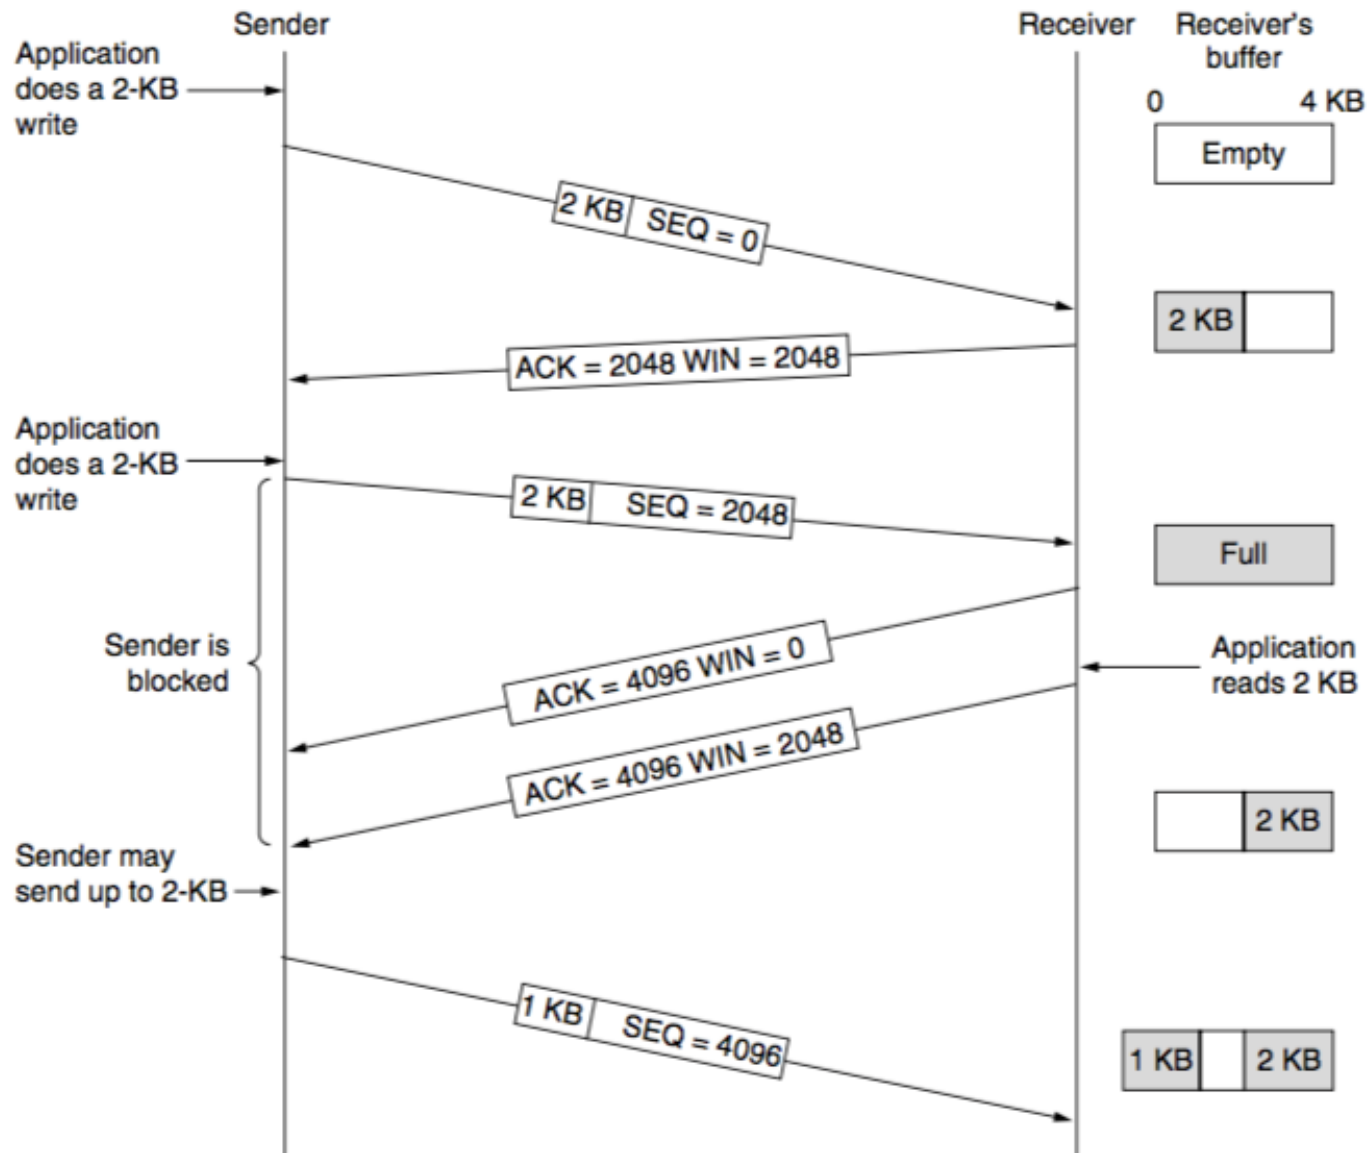 Sender
Receiver
Receiver's
buffer
Application
does a 2-KB
write
0
4 KB
Empty
2 KB
SEQ = 0
2 KB
ACK = 2048 WIN = 2048
Application
does a 2-KB
write
2 KB
SEQ = 2048
Full
Sender is
blocked
ACK = 4096 WIN = 0
Application
reads 2 KB
ACK = 4096 WIN = 2048
2 KB
Sender may
send up to 2-KB
1 KB
SEQ = 4096
1 KB
2 KB